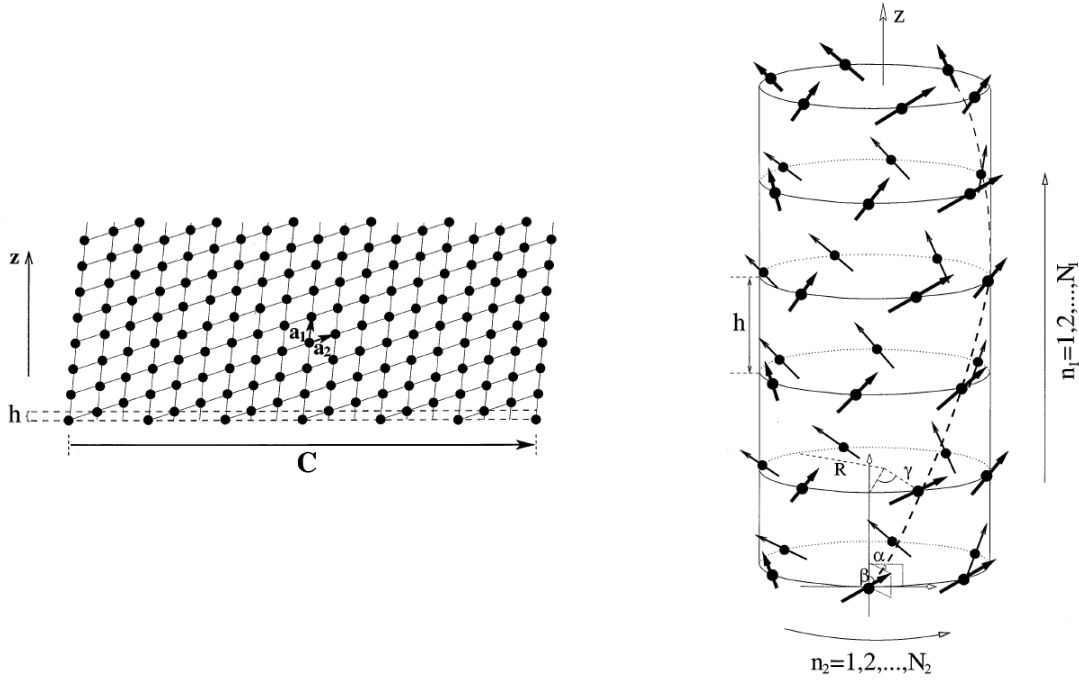 z
a₁
a₂
h
C
z
h
R
γ
α
β
n₁=1,2,...,N₁
n₂=1,2,...,N₂